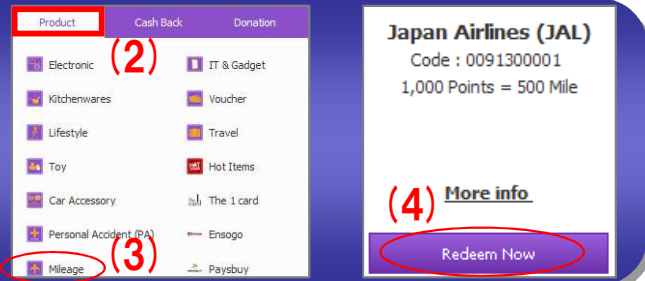 Product Cash Back Donation
(2)
Electronic IT & Gadget
Kitchenwares Voucher
Lifestyle Travel
Toy HOT Hot Items
Car Accessory The 1 card
Personal Accident (PA) Ensogo
(3)
Mileage Paysbuy
Japan Airlines (JAL)
Code : 0091300001
1,000 Points = 500 Mile
(4)
More info
Redeem Now